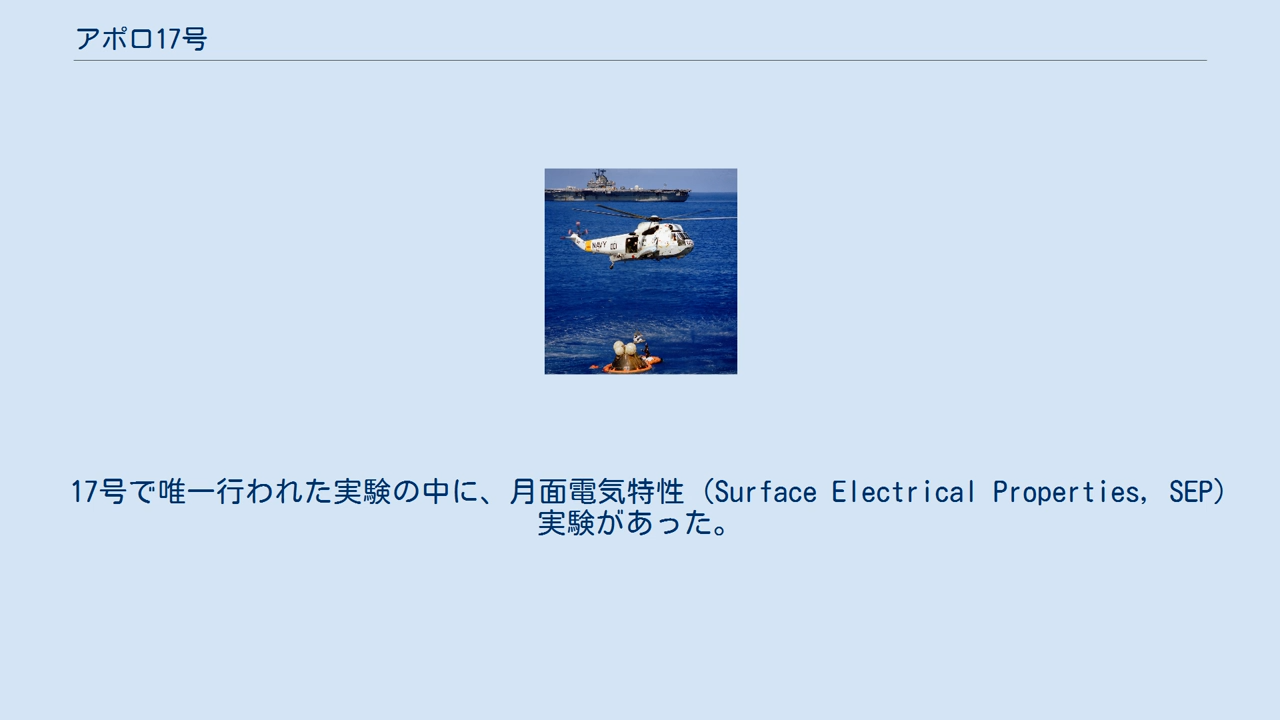 アポロ17号
NAVY
17号で唯一行われた実験の中に、月面電気特性（Surface Electrical Properties, SEP）
実験があった。